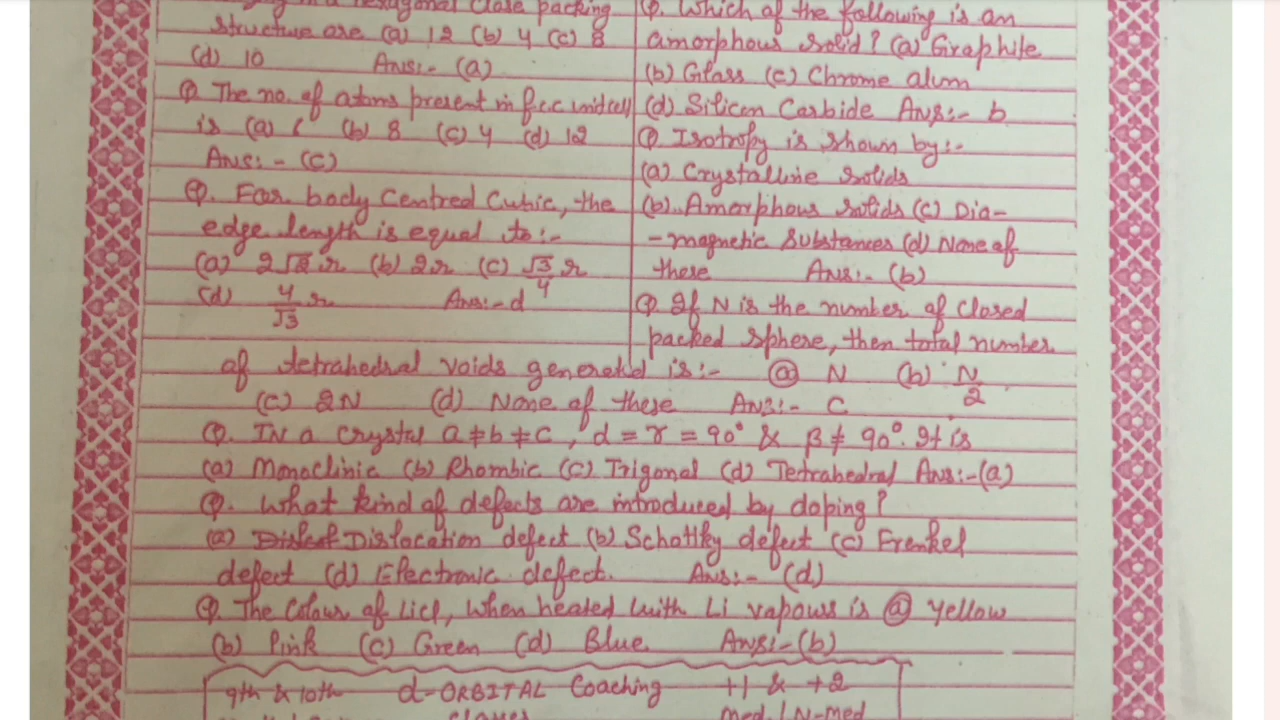 in a hexagonal close packing
structure are (a) 12 (b) 4 (c) 8
(d) 10 Ans:- (a)
Q. The no. of atoms present in f.c.c unit cell
is (a) 6 (b) 8 (c) 4 (d) 12
Ans:- (c)
Q. For body Centred Cubic, the
edge length is equal to:-
(a) 2√2 r (b) 2r (c) √3/4 r
(d) 4/√3 r Ans:- d
Q. Which of the following is an
amorphous solid? (a) Graphite
(b) Glass (c) Chrome alum
(d) Silicon Carbide Ans:- b
Q Isotropy is shown by:-
(a) Crystalline solids
(b) Amorphous solids (c) Dia-
-magnetic Substances (d) None of
these Ans:- (b)
Q If N is the number of Closed
packed sphere, then total number
of tetrahedral voids generated is:- (a) N (b) N/2
(c) 2N (d) None of these Ans:- C
Q. IN a crystal a ≠ b ≠ c, α = γ = 90° & β ≠ 90°. It is
(a) Monoclinic (b) Rhombic (c) Trigonal (d) Tetrahedral Ans:- (a)
Q. What kind of defects are introduced by doping?
(a) Dislocation defect (b) Schottky defect (c) Frenkel
defect (d) Electronic defect. Ans:- (d)
Q. The Colour of LiCl, When heated with Li vapours is (a) yellow
(b) Pink (c) Green (d) Blue. Ans:- (b)
9th & 10th d-ORBITAL Coaching +1 & +2
classes med./N-med